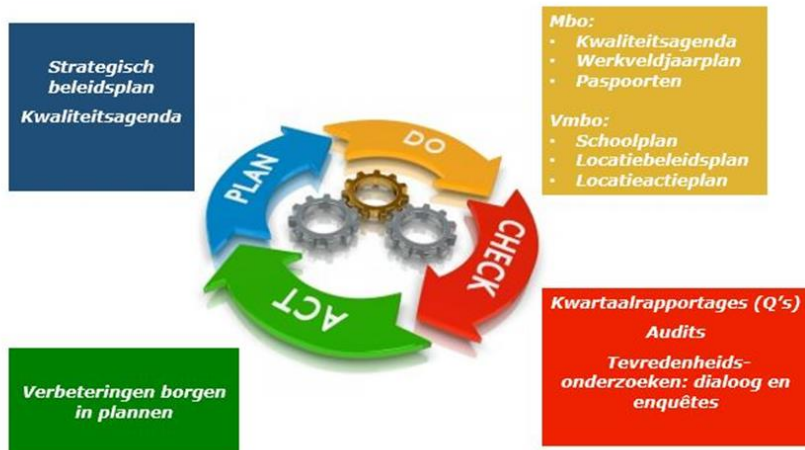 Strategisch
beleidsplan
Kwaliteitsagenda
Mbo:
• Kwaliteitsagenda
• Werkveldjaarplan
• Paspoorten
Vmbo:
• Schoolplan
• Locatiebeleidsplan
• Locatieactieplan
PLAN
DO
CHECK
ACT
Verbeteringen borgen
in plannen
Kwartaalrapportages (Q's)
Audits
Tevredenheids-
onderzoeken: dialoog en
enquêtes